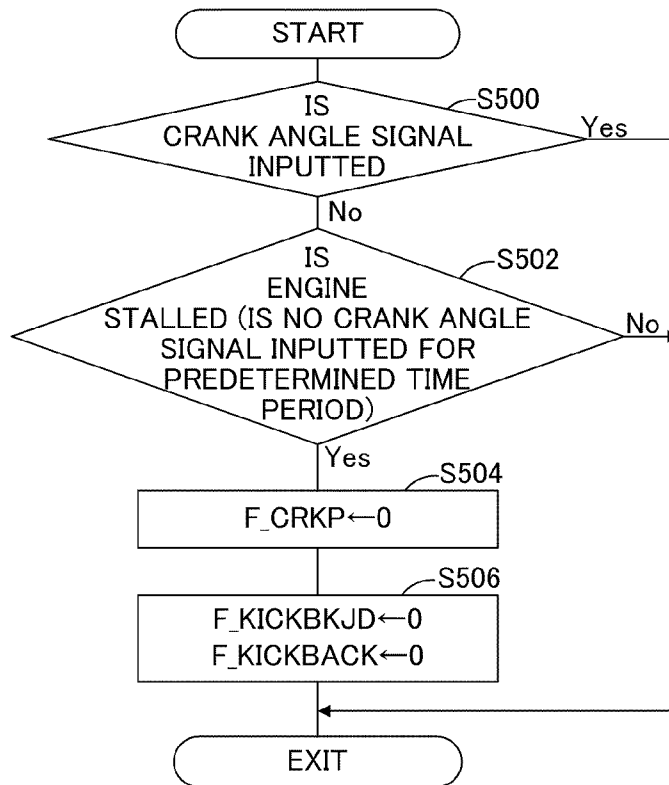 START
IS
CRANK ANGLE SIGNAL
INPUTTED
S500
Yes
No
IS
ENGINE
STALLED (IS NO CRANK ANGLE
SIGNAL INPUTTED FOR
PREDETERMINED TIME
PERIOD)
S502
No
Yes
S504
F_CRKP←0
S506
F_KICKBKJD←0
F_KICKBACK←0
EXIT